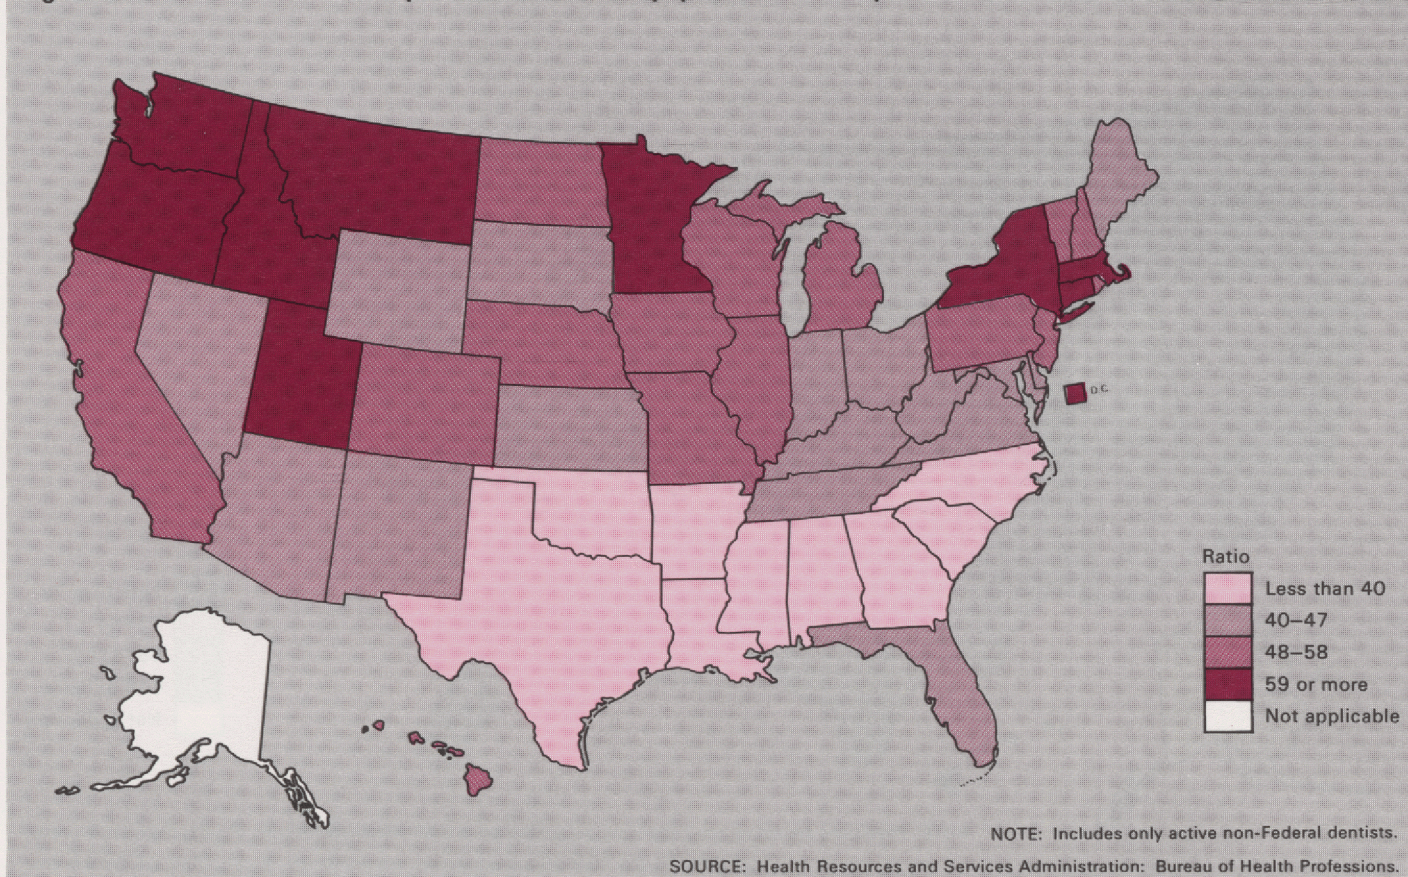 D.C.
Ratio
Less than 40
40–47
48–58
59 or more
Not applicable
NOTE: Includes only active non-Federal dentists.
SOURCE: Health Resources and Services Administration: Bureau of Health Professions.